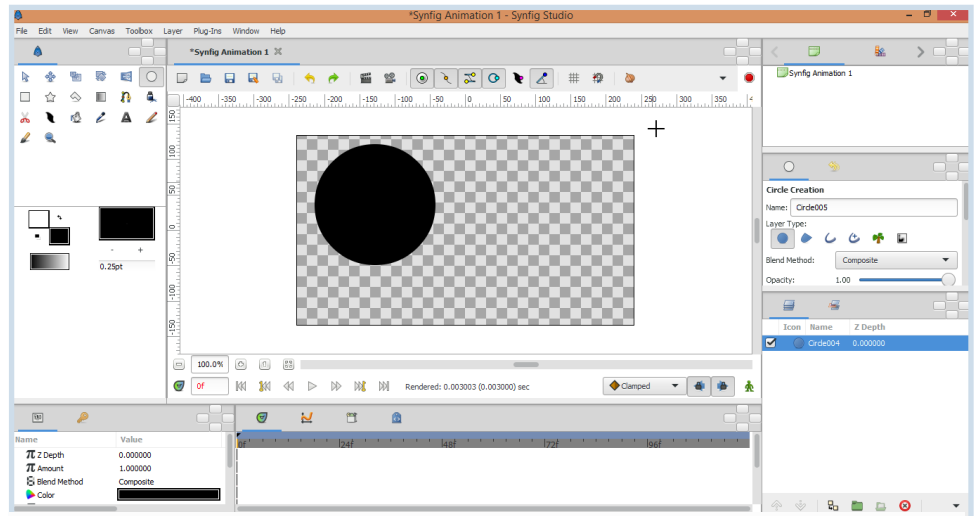 *Synfig Animation 1 - Synfig Studio
File Edit View Canvas Toolbox Layer Plug-Ins Window Help
*Synfig Animation 1
Synfig Animation 1
-400 -350 -300 -250 -200 -150 -100 -50 0 50 100 150 200 250 300 350 4
150
100
50
0
-50
-100
-150
0.25pt
Circle Creation
Name: Circle005
Layer Type:
Blend Method: Composite
Opacity: 1.00
Icon Name Z Depth
Circle004 0.000000
100.0%
0f Rendered: 0.003003 (0.003000) sec Clamped
Name Value
Z Depth 0.000000
Amount 1.000000
Blend Method Composite
Color
0f 24f 48f 72f 96f